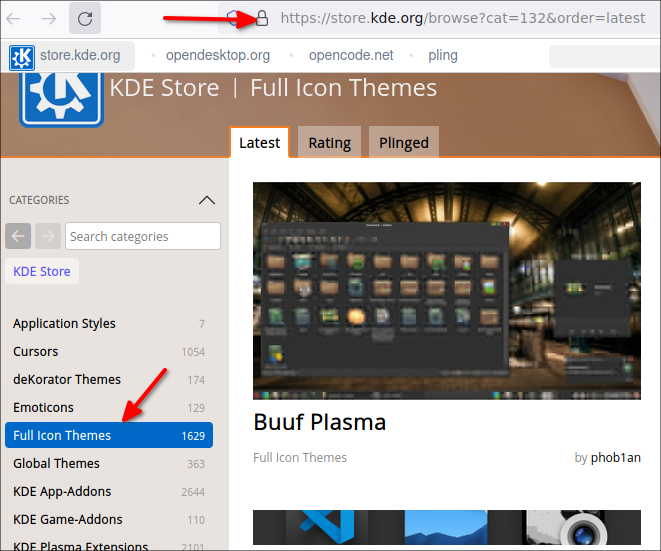 https://store.kde.org/browse?cat=132&order=latest
store.kde.org
opendesktop.org
opencode.net
pling
KDE Store | Full Icon Themes
Latest
Rating
Plinged
CATEGORIES
Search categories
KDE Store
Application Styles 7
Cursors 1054
deKorator Themes 174
Emoticons 129
Full Icon Themes 1629
Global Themes 363
KDE App-Addons 2644
KDE Game-Addons 110
KDE Plasma Extensions 2101
Buuf Plasma
Full Icon Themes
by phob1an